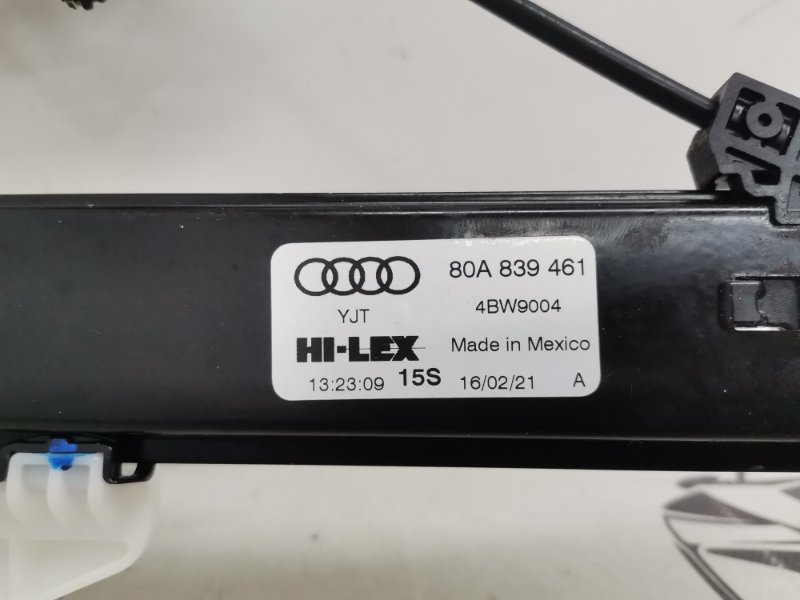 80A 839 461
YJT 4BW9004
HI-LEX Made in Mexico
13:23:09 15S 16/02/21 A